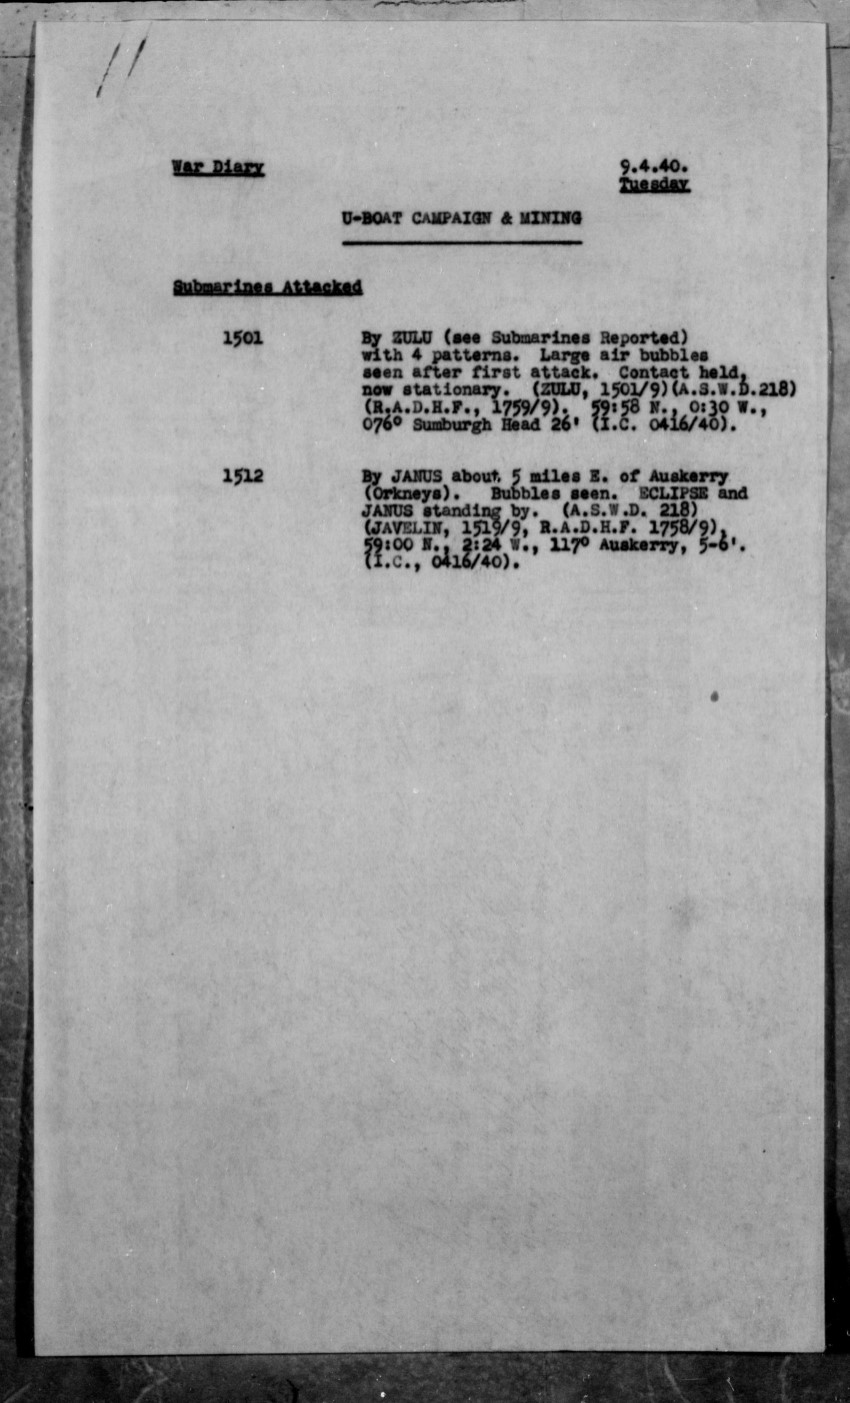 11
War Diary
9.4.40.
Tuesday
U-BOAT CAMPAIGN & MINING
Submarines Attacked
1501 By ZULU (see Submarines Reported)
with 4 patterns. Large air bubbles
seen after first attack. Contact held,
now stationary. (ZULU, 1501/9)(A.S.W.D.218)
(R.A.D.H.F., 1759/9). 59:58 N., 0:30 W.,
076° Sumburgh Head 26' (I.C. 0416/40).
1512 By JANUS about 5 miles E. of Auskerry
(Orkneys). Bubbles seen. ECLIPSE and
JANUS standing by. (A.S.W.D. 218)
(JAVELIN, 1519/9, R.A.D.H.F. 1758/9),
59:00 N., 2:24 W., 117° Auskerry, 5-6'.
(I.C., 0416/40).